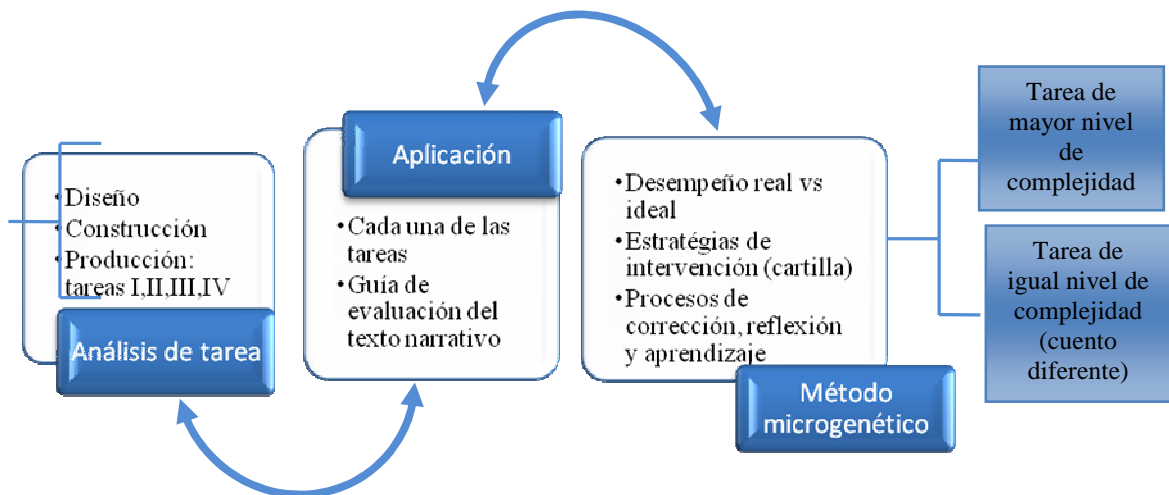 •Diseño
•Construcción
•Producción:
tareas I,II,III,IV
Análisis de tarea
Aplicación
•Cada una de las
tareas
•Guía de
evaluación del
texto narrativo
•Desempeño real vs
ideal
•Estratégias de
intervención (cartilla)
•Procesos de
corrección, reflexión
y aprendizaje
Método
microgenético
Tarea de
mayor nivel
de
complejidad
Tarea de
igual nivel de
complejidad
(cuento
diferente)